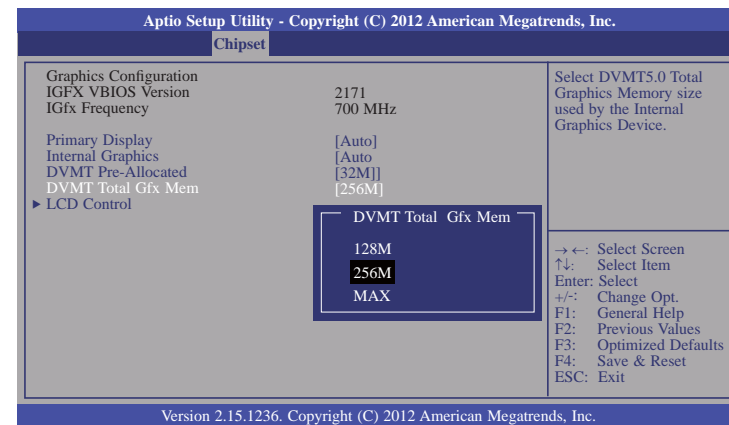 Aptio Setup Utility - Copyright (C) 2012 American Megatrends, Inc.
Chipset
Graphics Configuration
IGFX VBIOS Version 2171
IGfx Frequency 700 MHz
Primary Display [Auto]
Internal Graphics [Auto
DVMT Pre-Allocated [32M]]
DVMT Total Gfx Mem [256M]
▶ LCD Control
DVMT Total Gfx Mem
128M
256M
MAX
Select DVMT5.0 Total
Graphics Memory size
used by the Internal
Graphics Device.
→←: Select Screen
↑↓: Select Item
Enter: Select
+/-: Change Opt.
F1: General Help
F2: Previous Values
F3: Optimized Defaults
F4: Save & Reset
ESC: Exit
Version 2.15.1236. Copyright (C) 2012 American Megatrends, Inc.